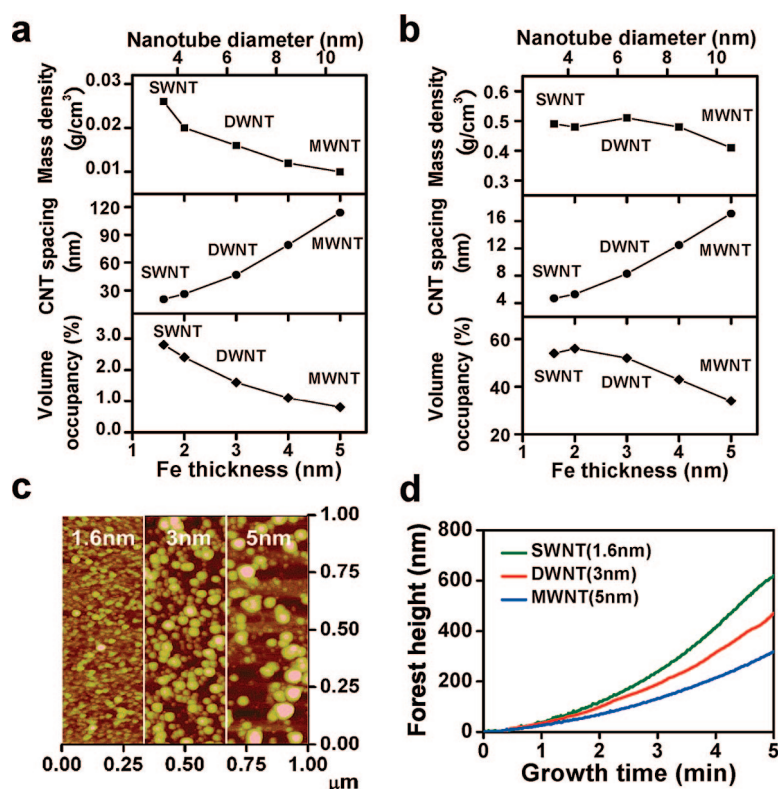 a
Nanotube diameter (nm)
4 6 8 10
Mass density
(g/cm³)
0.03
0.02
0.01
SWNT
DWNT
MWNT
CNT spacing
(nm)
120
90
60
30
SWNT
DWNT
MWNT
Volume
occupancy (%)
3.0
2.0
1.0
0.0
SWNT
DWNT
MWNT
1 2 3 4 5
Fe thickness (nm)
b
Nanotube diameter (nm)
4 6 8 10
Mass density
(g/cm³)
0.6
0.5
0.4
0.3
SWNT
DWNT
MWNT
CNT spacing
(nm)
16
12
8
4
SWNT
DWNT
MWNT
Volume
occupancy (%)
60
40
20
SWNT
DWNT
MWNT
1 2 3 4 5
Fe thickness (nm)
c
1.6nm 3nm 5nm
1.00
0.75
0.50
0.25
0.00
0.00 0.25 0.50 0.75 1.00
μm
d
Forest height (nm)
800
600
400
200
0
SWNT(1.6nm)
DWNT(3nm)
MWNT(5nm)
0 1 2 3 4 5
Growth time (min)